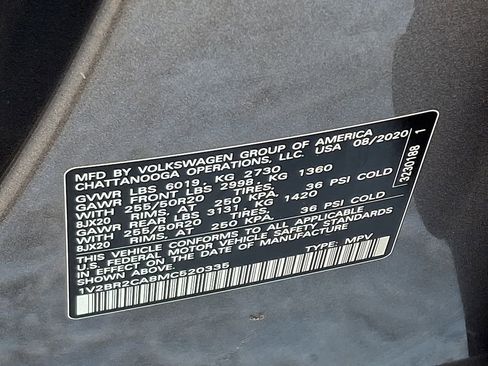 MFD BY VOLKSWAGEN GROUP OF AMERICA
CHATTANOOGA OPERATIONS, LLC. USA 08/2020
GVWR LBS 6019, KG 2730
GAWR FRONT LBS 2998, KG 1360
WITH 255/50R20 TIRES,
8JX20 RIMS, AT 250 KPA. 36 PSI COLD
GAWR REAR LBS 3131, KG 1420
WITH 255/50R20 TIRES,
8JX20 RIMS, AT 250 KPA. 36 PSI COLD
THIS VEHICLE CONFORMS TO ALL APPLICABLE
U.S. FEDERAL MOTOR VEHICLE SAFETY STANDARDS
IN EFFECT ON THE DATE OF MANUFACTURE
SHOWN ABOVE.
1V2BR2CA8MC520335 TYPE: MPV
3230188 1